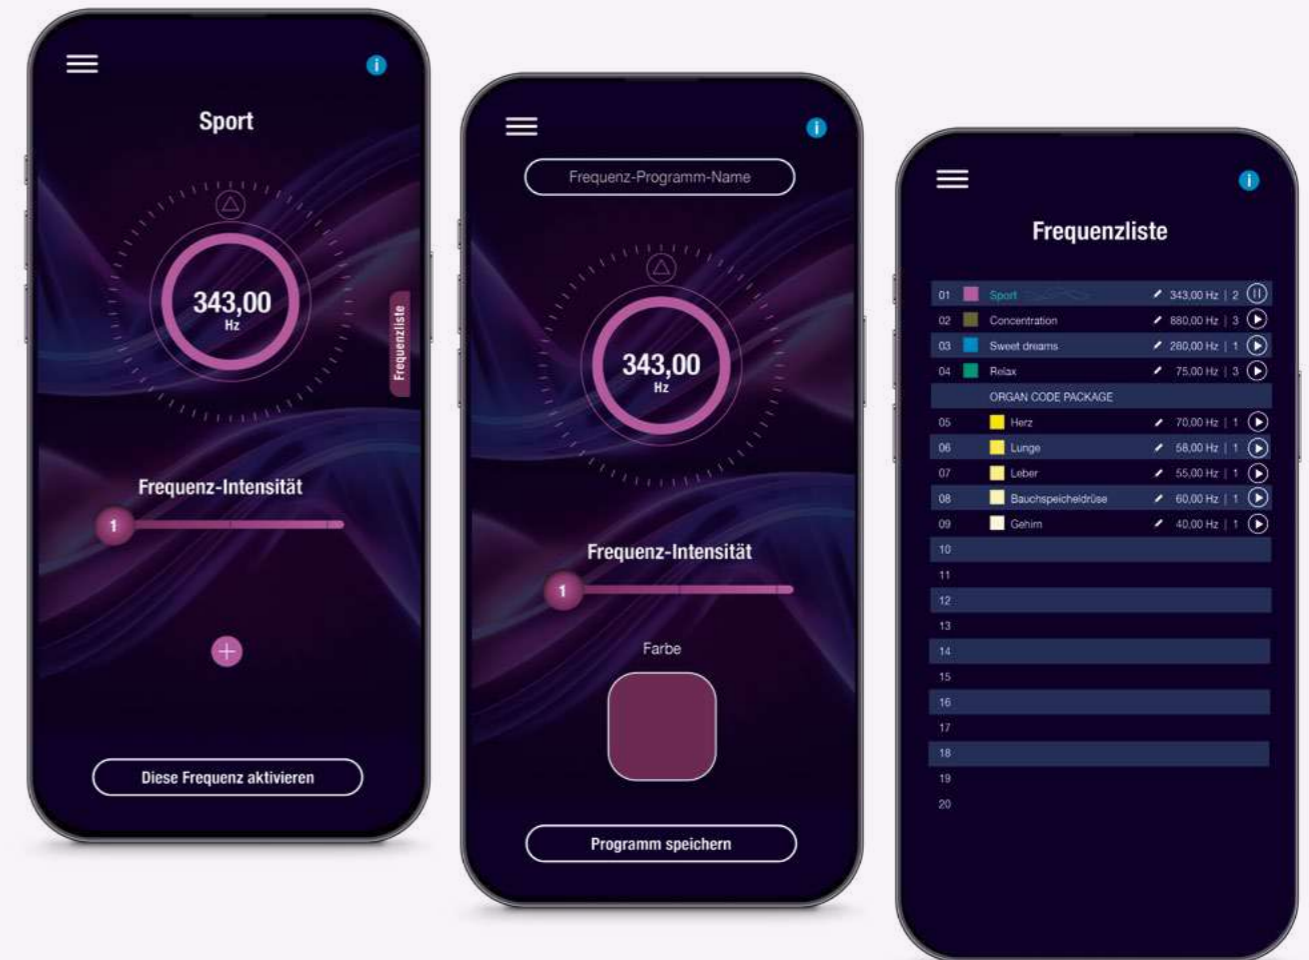 Sport
343,00
Hz
Frequenzliste
Frequenz-Intensität
1
Diese Frequenz aktivieren
Frequenz-Programm-Name
343,00
Hz
Frequenz-Intensität
1
Farbe
Programm speichern
Frequenzliste
01 Sport 343,00 Hz | 2
02 Concentration 880,00 Hz | 3
03 Sweet dreams 260,00 Hz | 1
04 Relax 75,00 Hz | 3
ORGAN CODE PACKAGE
05 Herz 70,00 Hz | 1
06 Lunge 58,00 Hz | 1
07 Leber 55,00 Hz | 1
08 Bauchspeicheldrüse 60,00 Hz | 1
09 Gehirn 40,00 Hz | 1
10
11
12
13
14
15
16
17
18
19
20